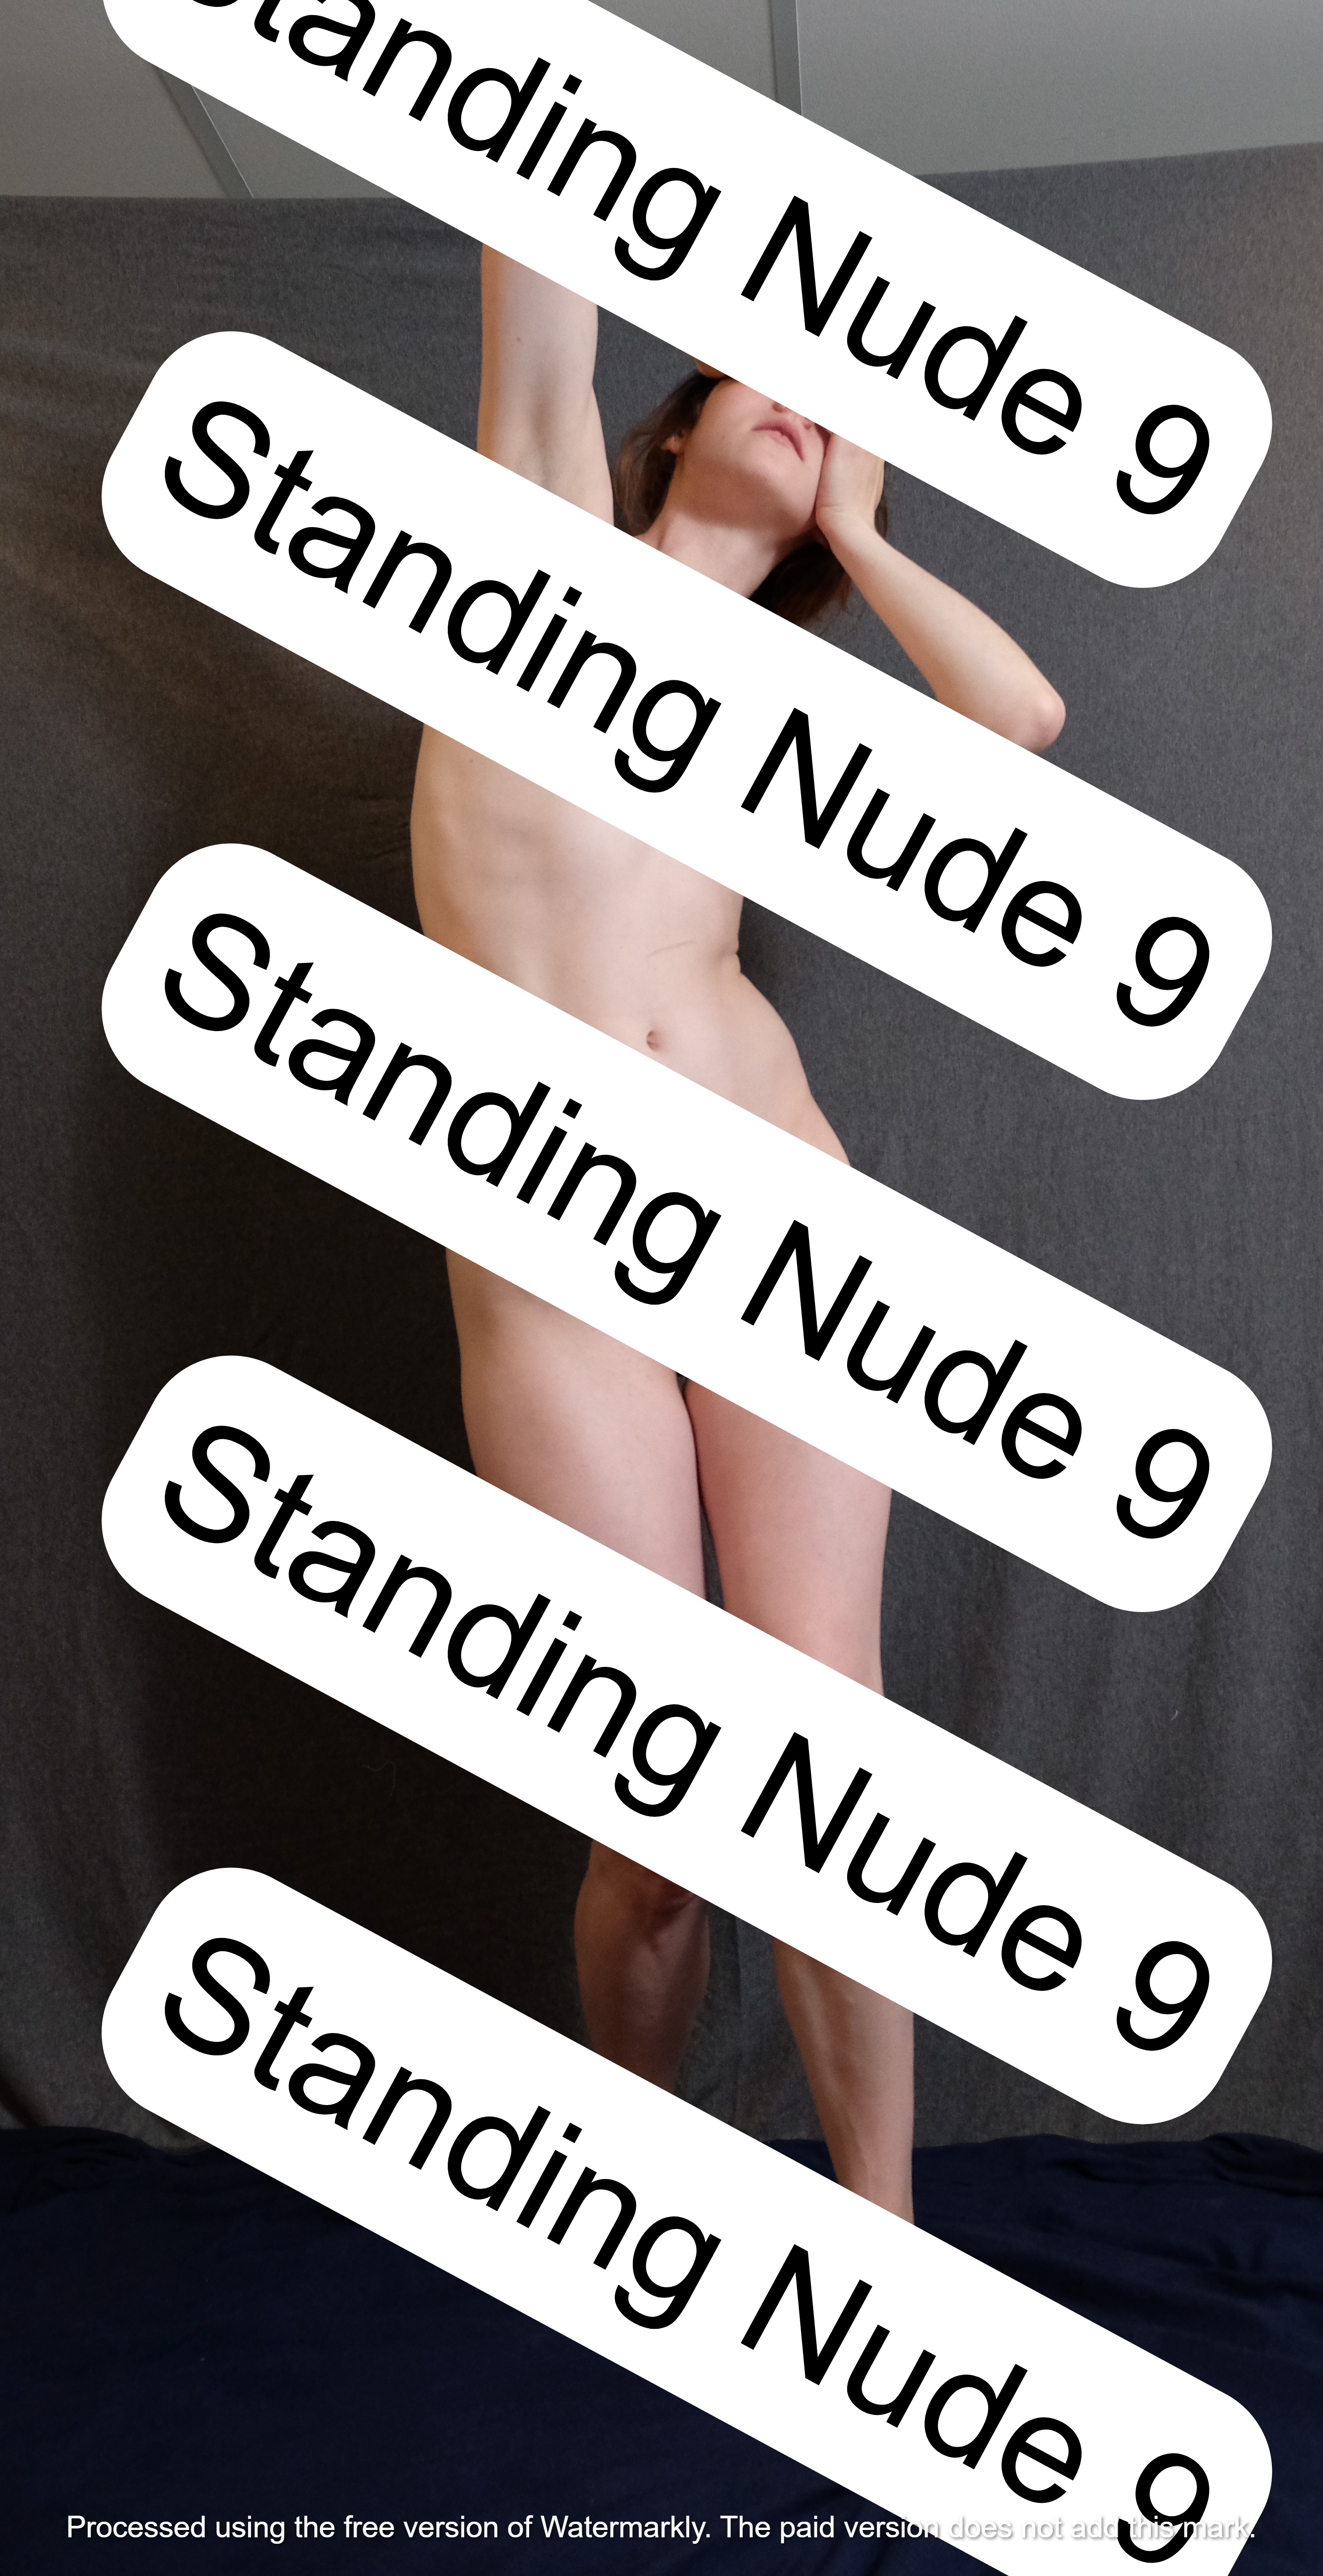 Standing Nude 9
Standing Nude 9
Standing Nude 9
Standing Nude 9
Standing Nude 9
Processed using the free version of Watermarkly. The paid version does not add this mark.